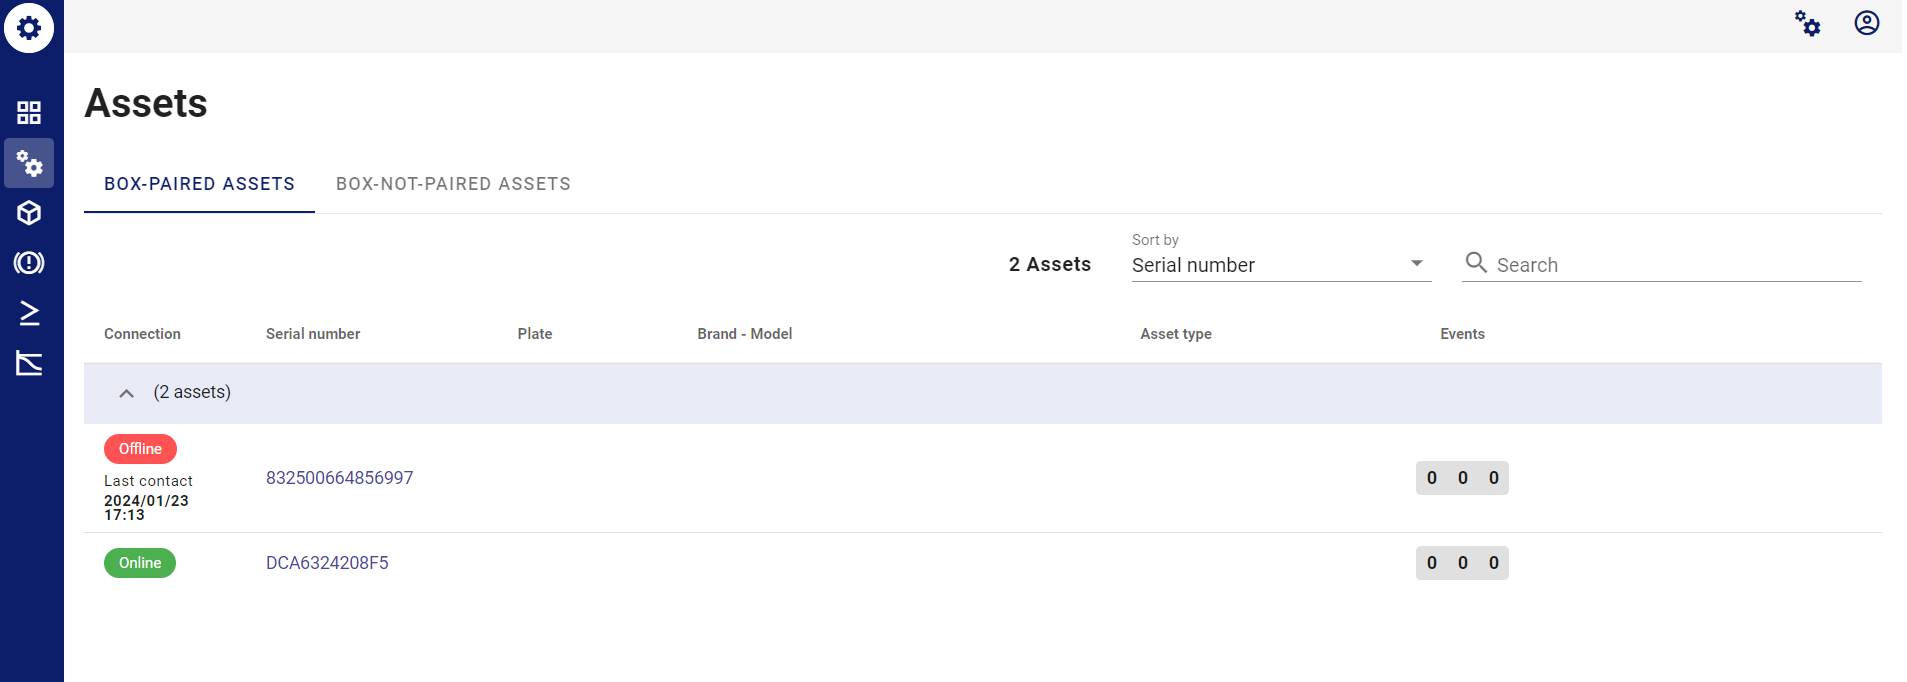 Assets
BOX-PAIRED ASSETS
BOX-NOT-PAIRED ASSETS
2 Assets
Sort by
Serial number
Search
Connection Serial number Plate Brand - Model Asset type Events
(2 assets)
Offline
Last contact
2024/01/23
17:13
832500664856997
0 0 0
Online
DCA6324208F5
0 0 0